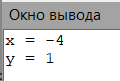 Окно вывода
x = -4
y = 1